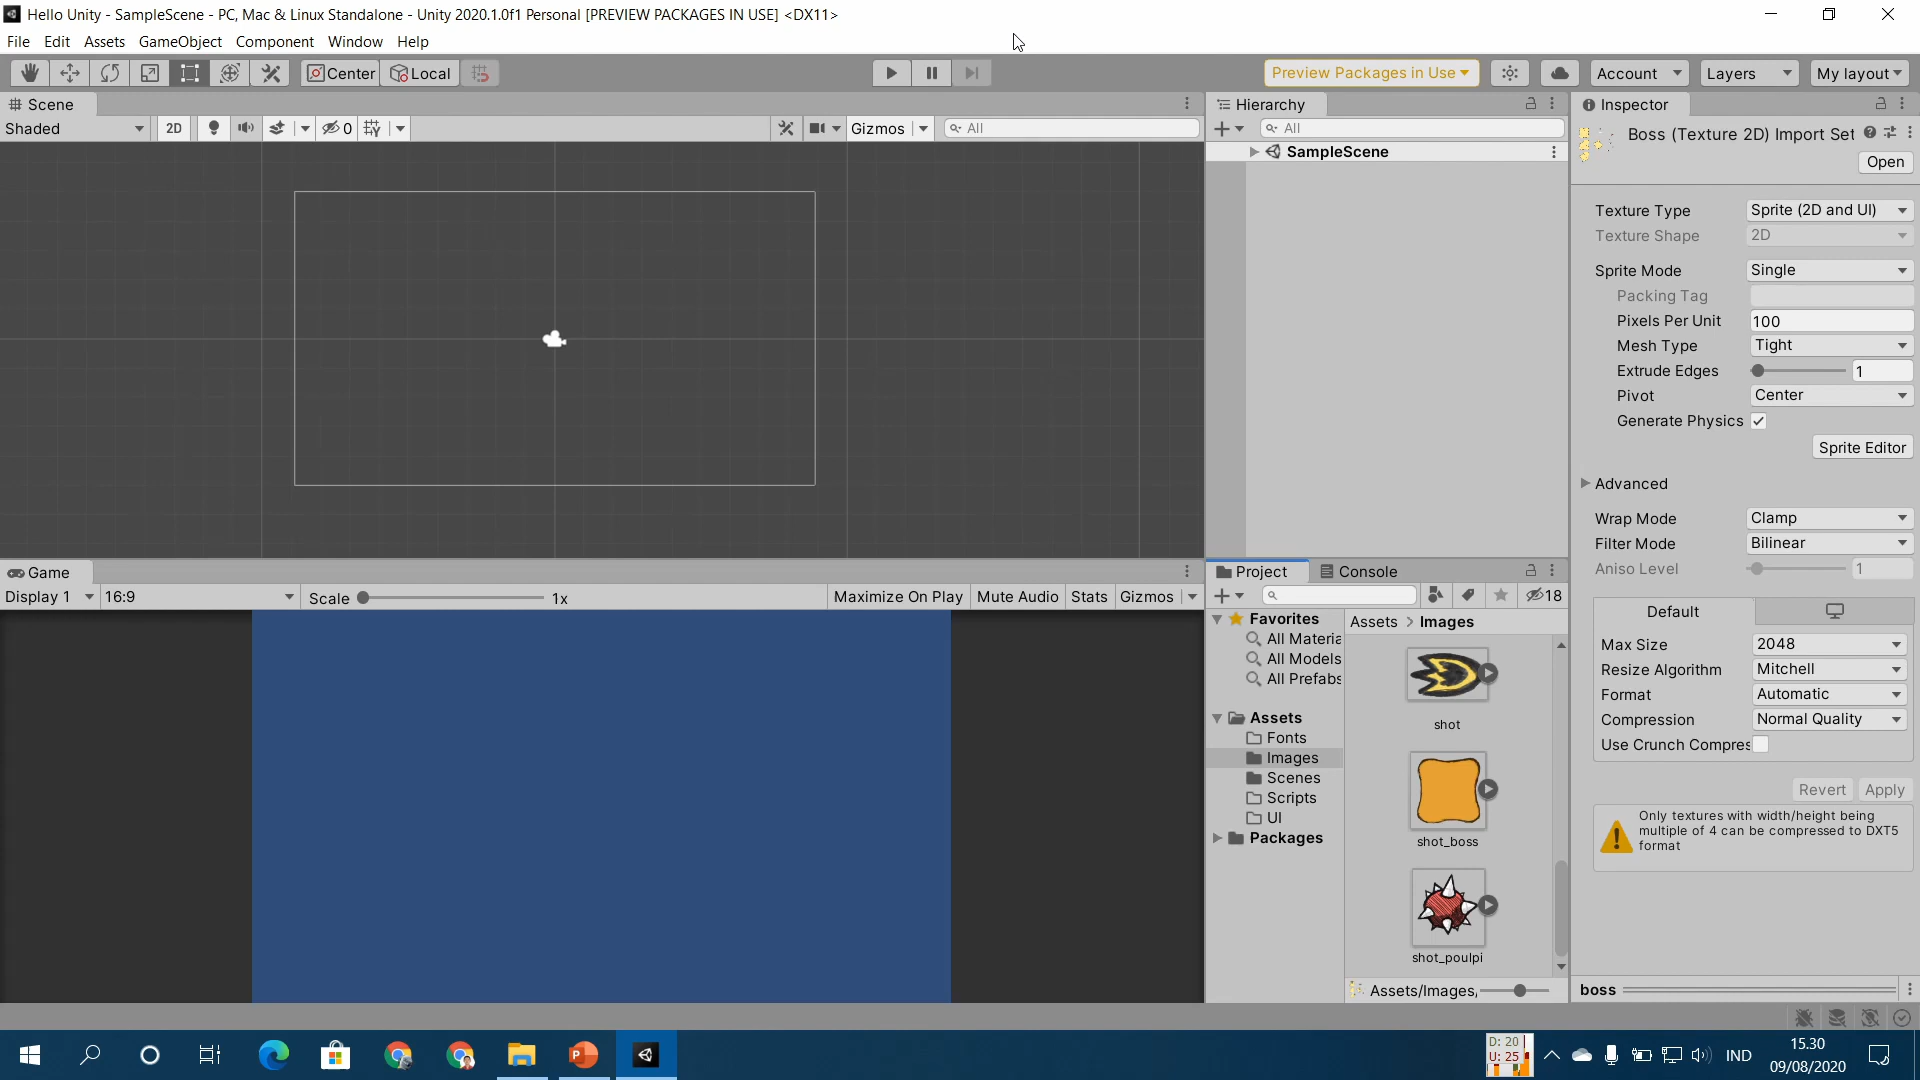 Hello Unity - SampleScene - PC, Mac & Linux Standalone - Unity 2020.1.0f1 Personal [PREVIEW PACKAGES IN USE] <DX11>
File Edit Assets GameObject Component Window Help
Center Local Preview Packages in Use Account Layers My layout
Scene
Shaded 2D 0 Gizmos All
Hierarchy
All
SampleScene
Inspector
Boss (Texture 2D) Import Set
Open
Texture Type Sprite (2D and UI)
Texture Shape 2D
Sprite Mode Single
Packing Tag
Pixels Per Unit 100
Mesh Type Tight
Extrude Edges 1
Pivot Center
Generate Physics
Sprite Editor
Advanced
Wrap Mode Clamp
Filter Mode Bilinear
Aniso Level 1
Default
Max Size 2048
Resize Algorithm Mitchell
Format Automatic
Compression Normal Quality
Use Crunch Compres
Revert Apply
Only textures with width/height being
multiple of 4 can be compressed to DXT5
format
boss
Game
Display 1 16:9 Scale 1x Maximize On Play Mute Audio Stats Gizmos
Project Console
18
Favorites
All Materia
All Models
All Prefabs
Assets
Fonts
Images
Scenes
Scripts
UI
Packages
Assets > Images
shot
shot_boss
shot_poulpi
Assets/Images,
D: 20
U: 25
IND
15.30
09/08/2020